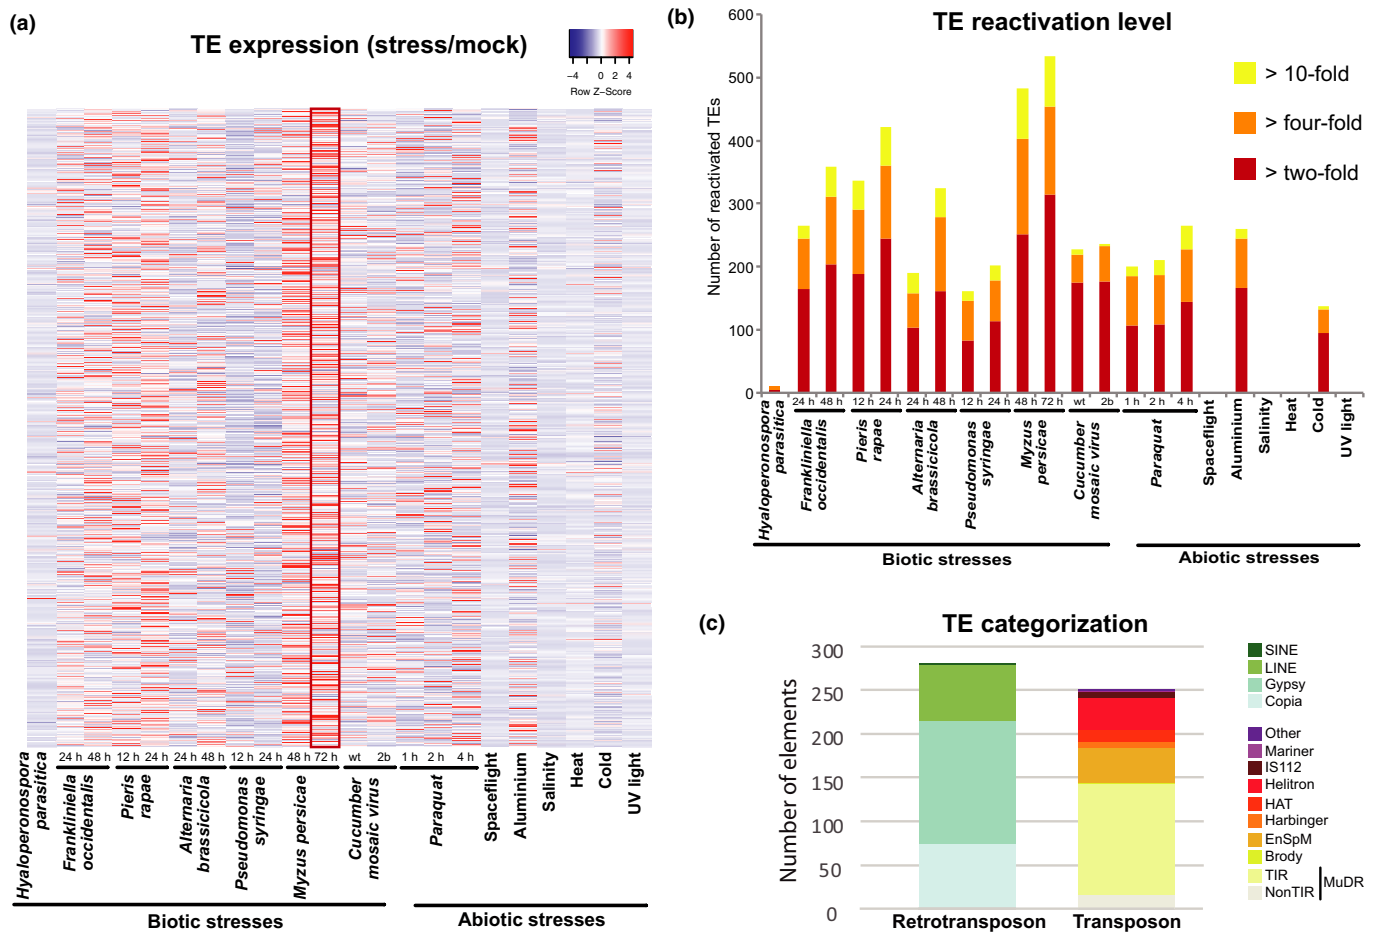 (a)
TE expression (stress/mock)
−4 0 2 4
Row Z−Score
24 h 48 h 12 h 24 h 24 h 48 h 12 h 24 h 48 h 72 h wt 2b 1 h 2 h 4 h
Hyaloperonospora
parasitica
Frankliniella
occidentalis
Pieris
rapae
Alternaria
brassicicola
Pseudomonas
syringae
Myzus persicae
Cucumber
mosaic virus
Paraquat
Spaceflight
Aluminium
Salinity
Heat
Cold
UV light
Biotic stresses
Abiotic stresses
(b)
TE reactivation level
Number of reactivated TEs
600
500
400
300
200
100
0
> 10-fold
> four-fold
> two-fold
24 h 48 h 12 h 24 h 24 h 48 h 12 h 24 h 48 h 72 h wt 2b 1 h 2 h 4 h
Hyaloperonospora
parasitica
Frankliniella
occidentalis
Pieris
rapae
Alternaria
brassicicola
Pseudomonas
syringae
Myzus
persicae
Cucumber
mosaic virus
Paraquat
Spaceflight
Aluminium
Salinity
Heat
Cold
UV light
Biotic stresses
Abiotic stresses
(c)
TE categorization
Number of elements
300
250
200
150
100
50
0
Retrotransposon
Transposon
SINE
LINE
Gypsy
Copia
Other
Mariner
IS112
Helitron
HAT
Harbinger
EnSpM
Brody
TIR
NonTIR
MuDR